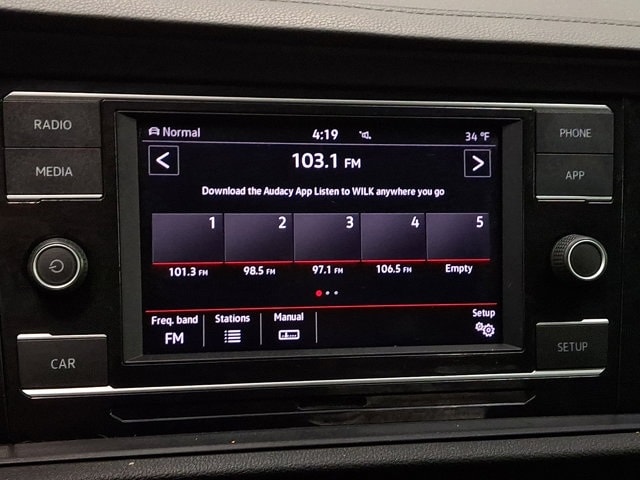 RADIO
MEDIA
CAR
Normal 4:19 34 °F
< 103.1 FM >
Download the Audacy App Listen to WILK anywhere you go
1 2 3 4 5
101.3 FM 98.5 FM 97.1 FM 106.5 FM Empty
Freq. band Stations Manual Setup
FM
PHONE
APP
SETUP